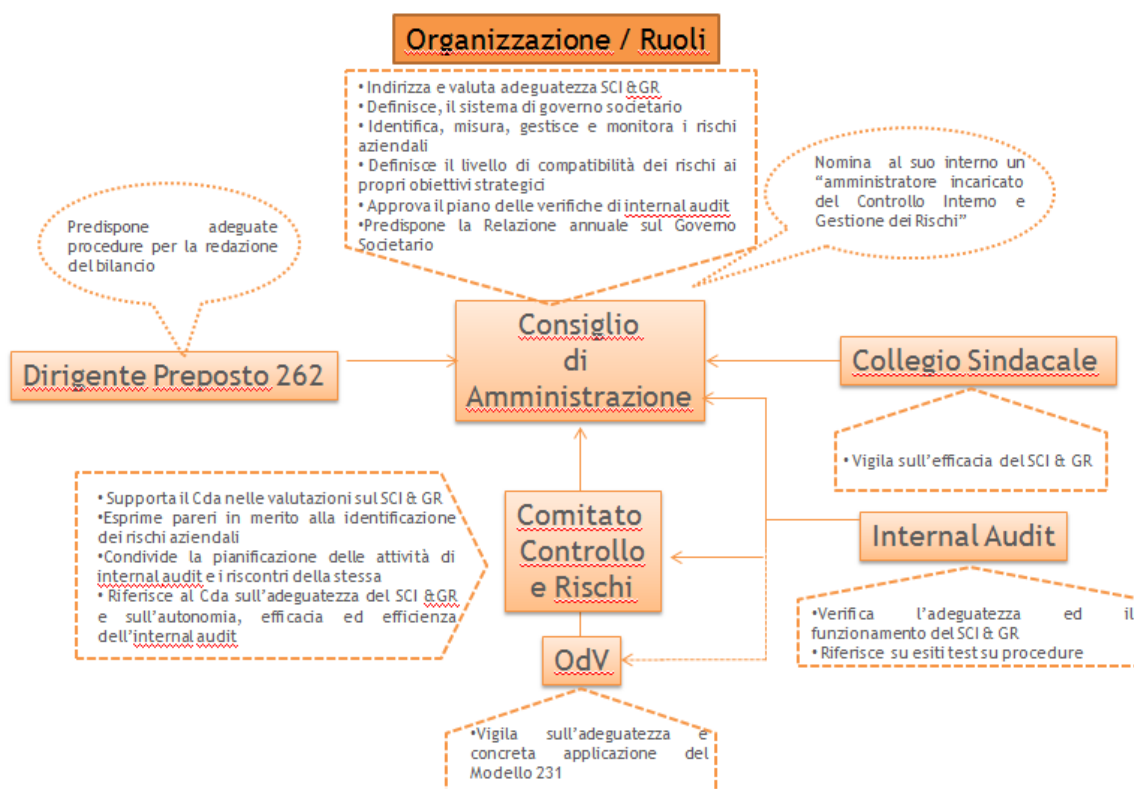 Organizzazione / Ruoli
• Indirizza e valuta adeguatezza SCI &GR
• Definisce, il sistema di governo societario
• Identifica, misura, gestisce e monitora i rischi
aziendali
• Definisce il livello di compatibilità dei rischi ai
propri obiettivi strategici
• Approva il piano delle verifiche di internal audit
•Predispone la Relazione annuale sul Governo
Societario
Nomina al suo interno un
“amministratore incaricato
del Controllo Interno e
Gestione dei Rischi”
Predispone adeguate
procedure per la redazione
del bilancio
Consiglio
di
Amministrazione
Dirigente Preposto 262
Collegio Sindacale
• Vigila sull’efficacia del SCI & GR
• Supporta il Cda nelle valutazioni sul SCI & GR
•Esprime pareri in merito alla identificazione
dei rischi aziendali
•Condivide la pianificazione delle attività di
internal audit e i riscontri della stessa
• Riferisce al Cda sull’adeguatezza del SCI &GR
e sull’autonomia, efficacia ed efficienza
dell’internal audit
Comitato
Controllo
e Rischi
Internal Audit
•Verifica l’adeguatezza ed il
funzionamento del SCI & GR
• Riferisce su esiti test su procedure
OdV
•Vigila sull’adeguatezza e
concreta applicazione del
Modello 231